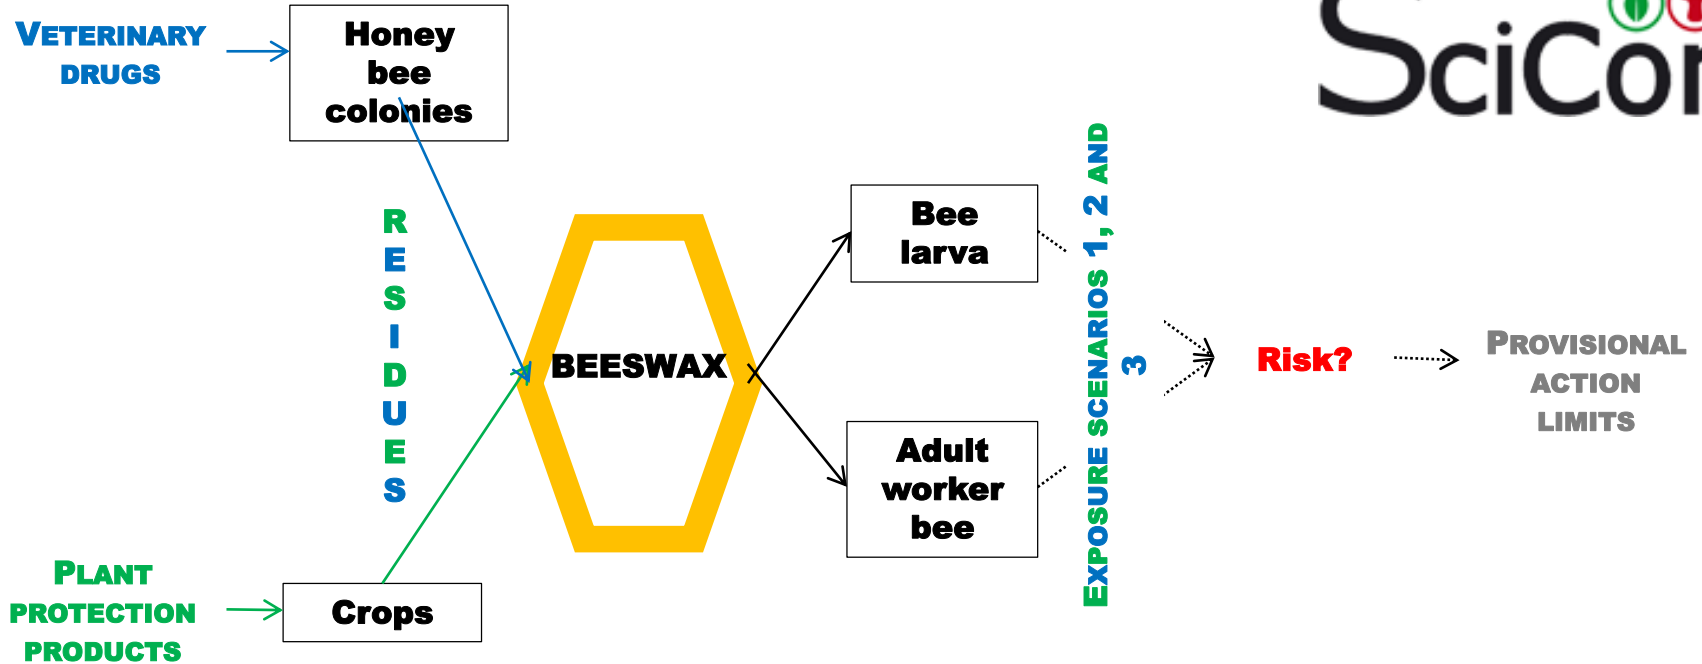 VETERINARY
DRUGS
Honey
bee
colonies
SciCo
RESIDUES
BEESWAX
Bee
larva
Adult
worker
bee
EXPOSURE SCENARIOS 1, 2 AND
3
Risk?
PROVISIONAL
ACTION
LIMITS
PLANT
PROTECTION
PRODUCTS
Crops